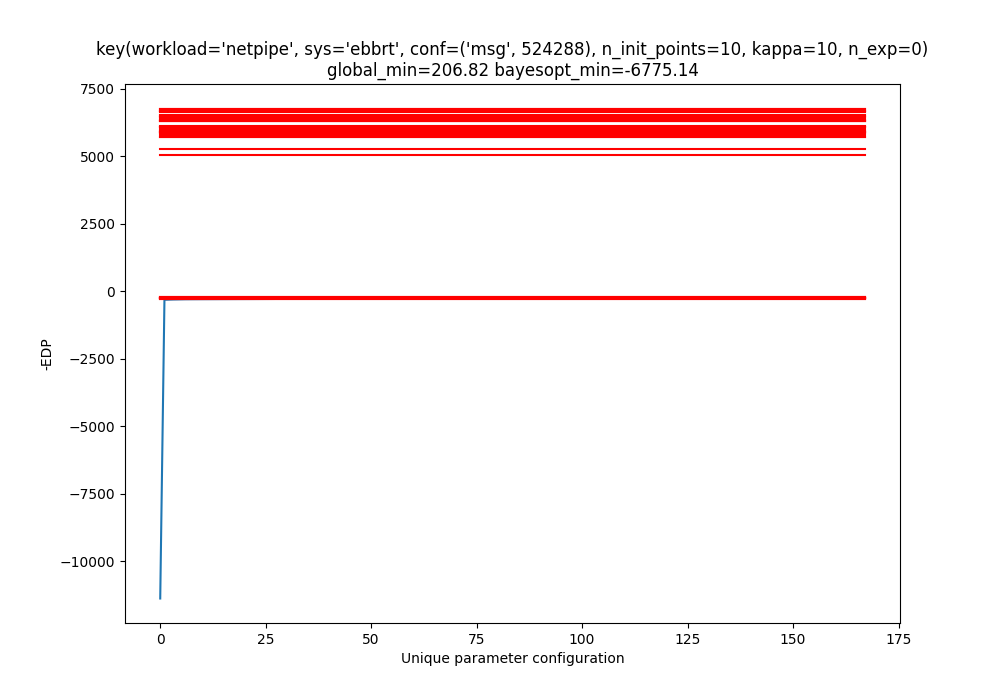 key(workload='netpipe', sys='ebbrt', conf=('msg', 524288), n_init_points=10, kappa=10, n_exp=0)
global_min=206.82 bayesopt_min=-6775.14
7500
5000
2500
0
−2500
−5000
−7500
−10000
-EDP
0 25 50 75 100 125 150 175
Unique parameter configuration